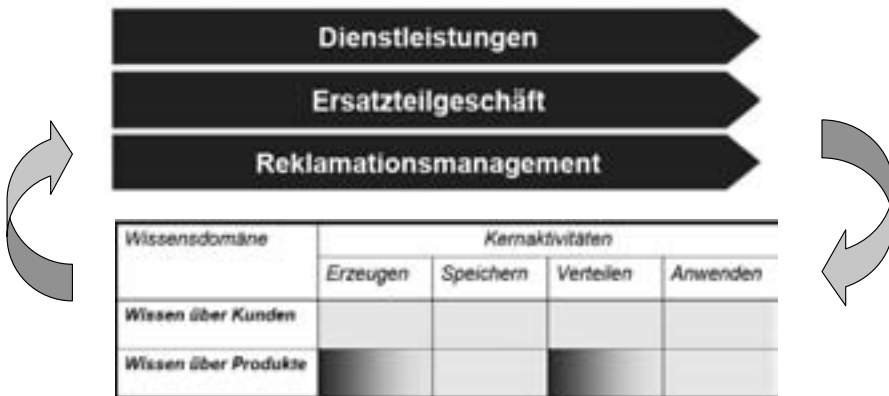 Dienstleistungen
Ersatzteilgeschäft
Reklamationsmanagement
Wissensdomäne Kernaktivitäten
Erzeugen Speichern Verteilen Anwenden
Wissen über Kunden
Wissen über Produkte